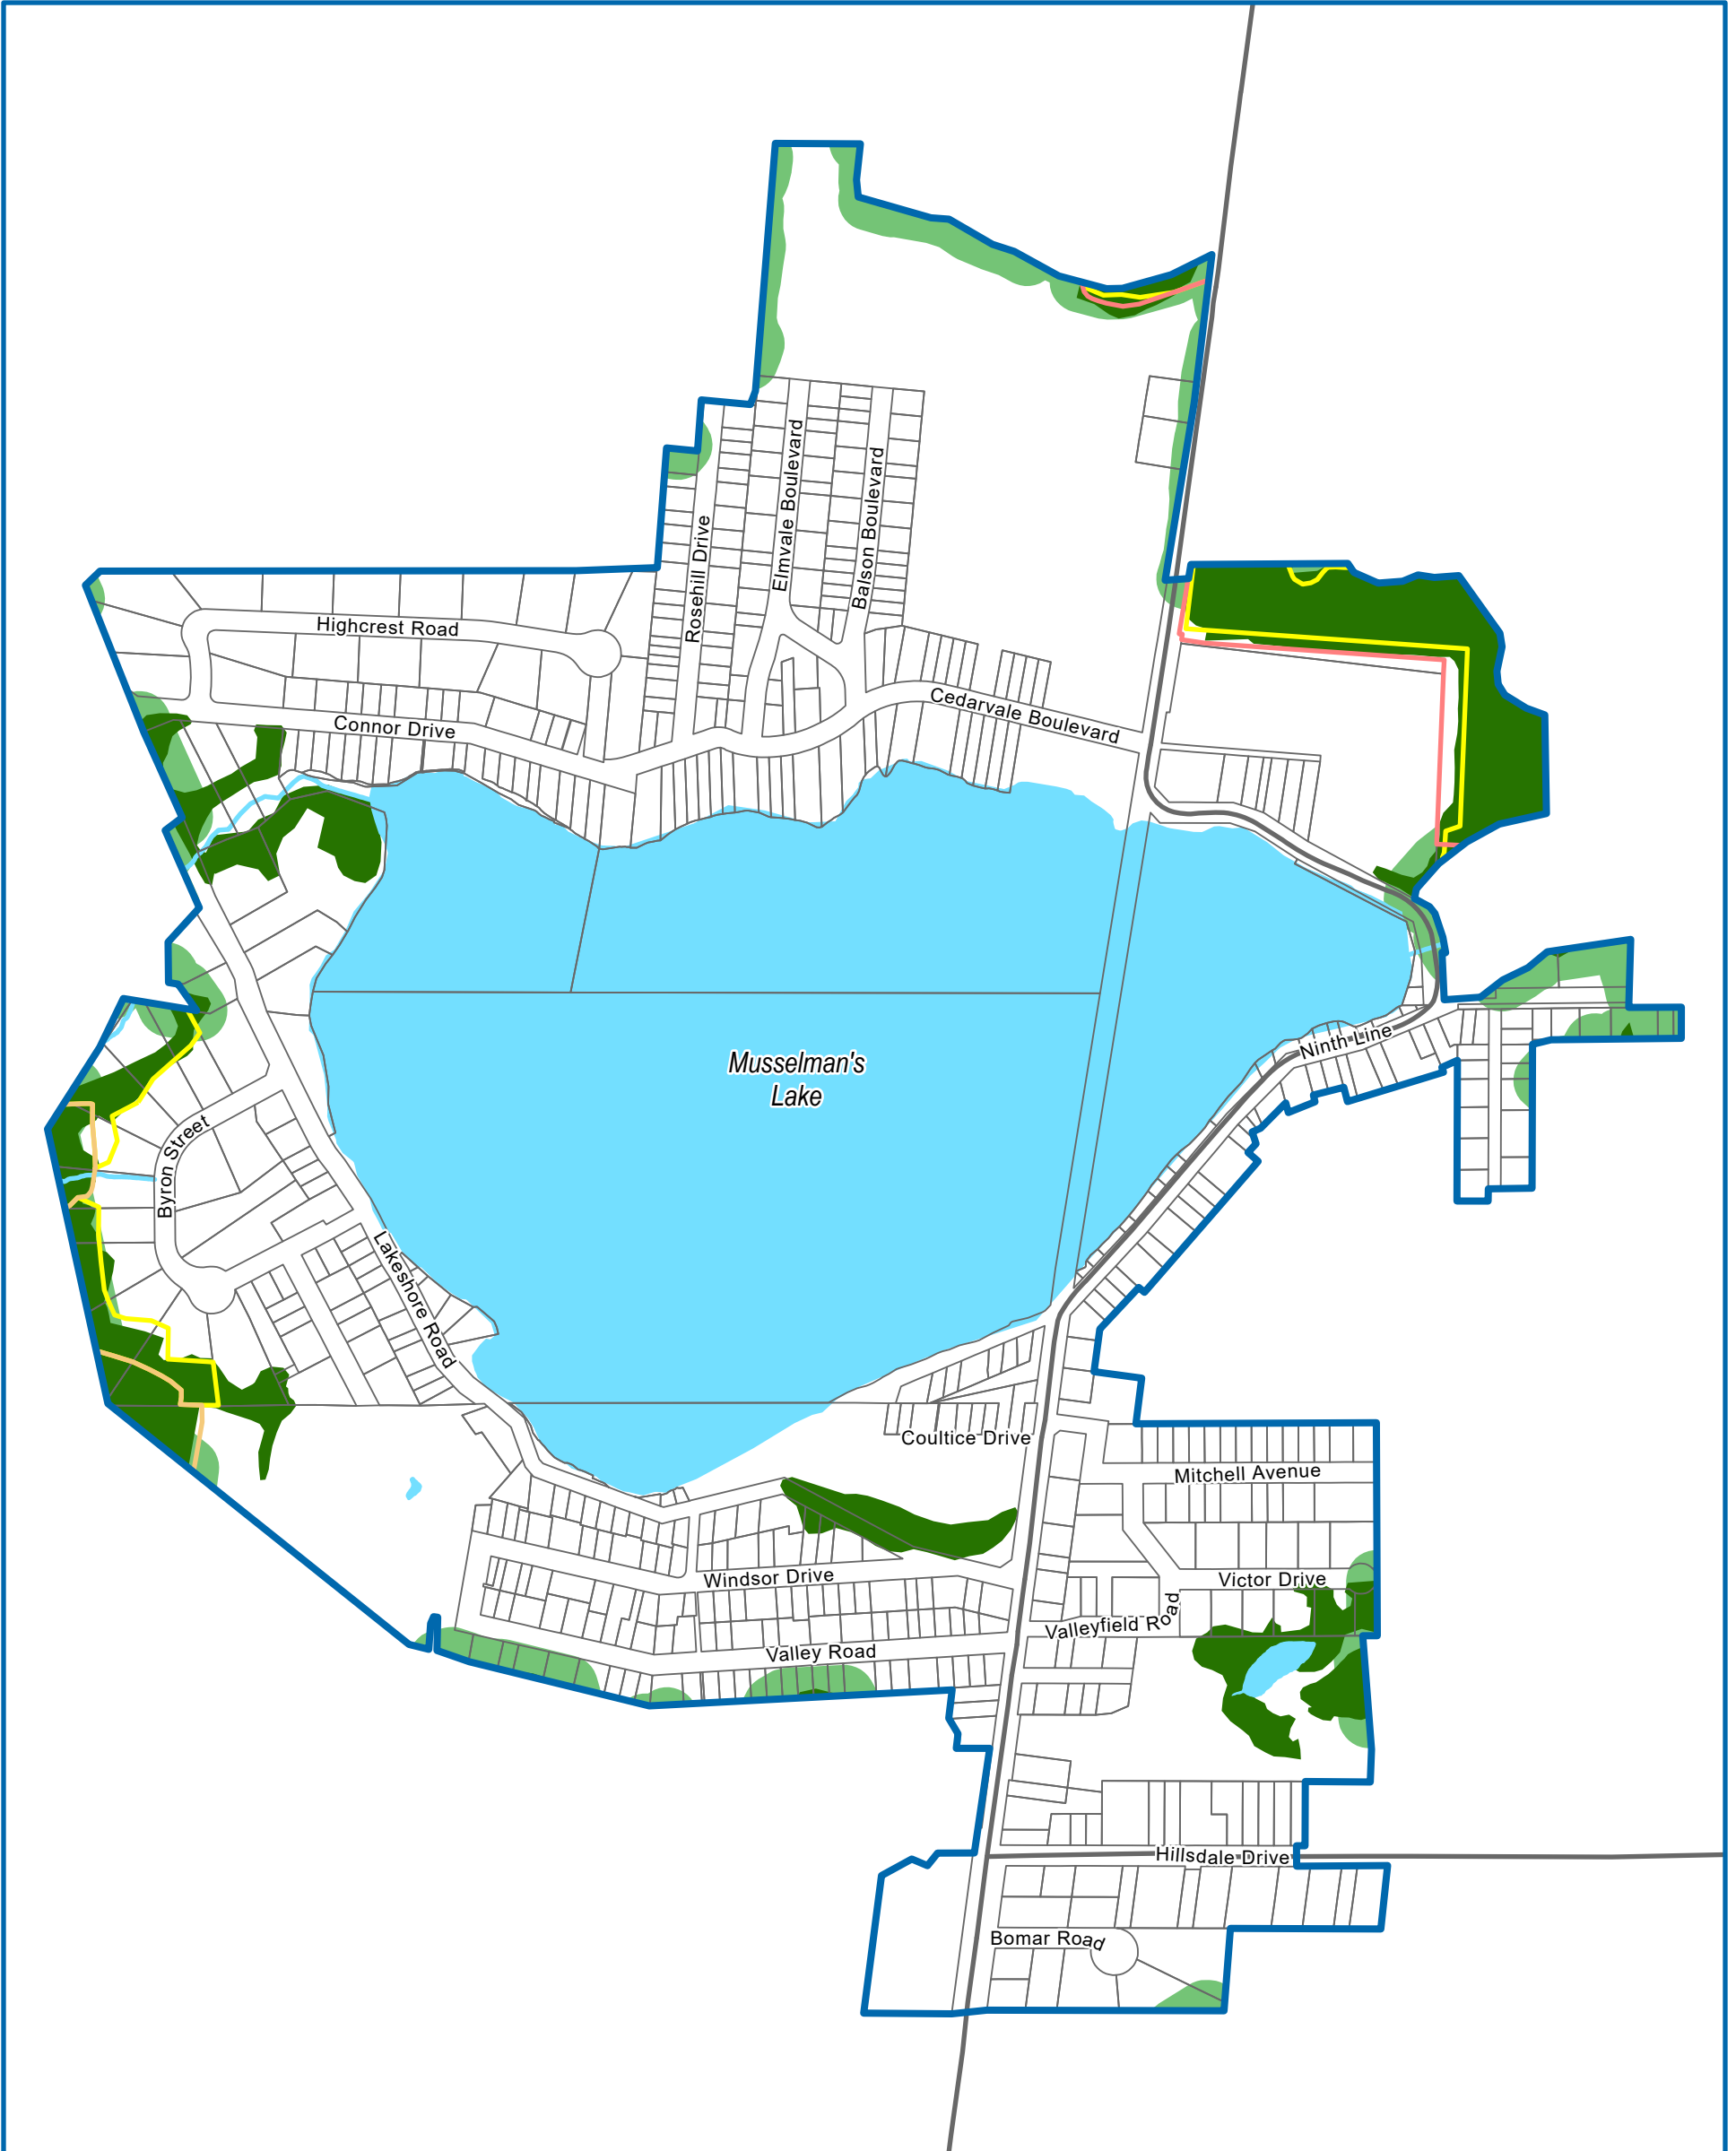 Elmvale Boulevard
Balson Boulevard
Rosehill Drive
Highcrest Road
Cedarvale Boulevard
Connor Drive
Ninth Line
Musselman's
Lake
Byron Street
Lakeshore Road
Coultice Drive
Mitchell Avenue
Windsor Drive
Victor Drive
Valleyfield Road
Valley Road
Hillsdale Drive
Bomar Road